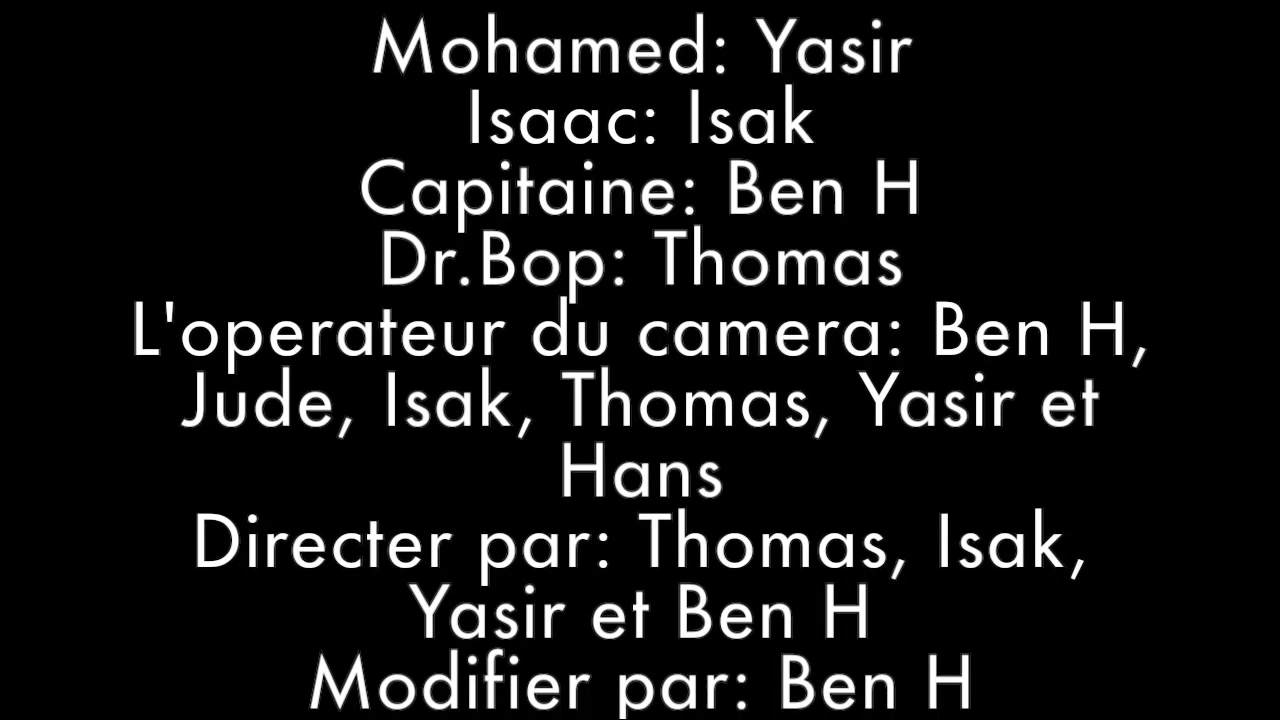 Mohamed: Yasir
Isaac: Isak
Capitaine: Ben H
Dr.Bop: Thomas
L'operateur du camera: Ben H,
Jude, Isak, Thomas, Yasir et
Hans
Directer par: Thomas, Isak,
Yasir et Ben H
Modifier par: Ben H